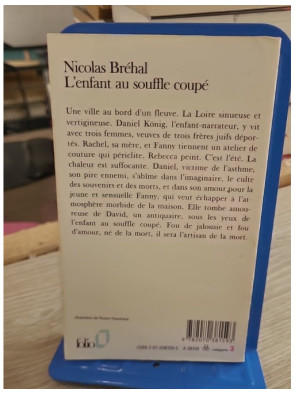 Nicolas Bréhal
L'enfant au souffle coupé
Une ville au bord d'un fleuve. La Loire sinueuse et
vertigineuse. Daniel König, l'enfant-narrateur, y vit
avec trois femmes, veuves de trois frères juifs dépor-
tés. Rachel, sa mère, et Fanny tiennent un atelier de
couture qui périclite. Rebecca peint. C'est l'été. La
chaleur est suffocante. Daniel, victime de l'asthme,
son pire ennemi, s'abîme dans l'imaginaire, le culte
des souvenirs et des morts, et dans son amour pour la
jeune et sensuelle Fanny, qui veut échapper à l'at-
mosphère morbide de la maison. Elle tombe amou-
reuse de David, un antiquaire, sous les yeux de
l'enfant au souffle coupé. Fou de jalousie et fou
d'amour, né de la mort, il sera l'artisan de la mort.
folio